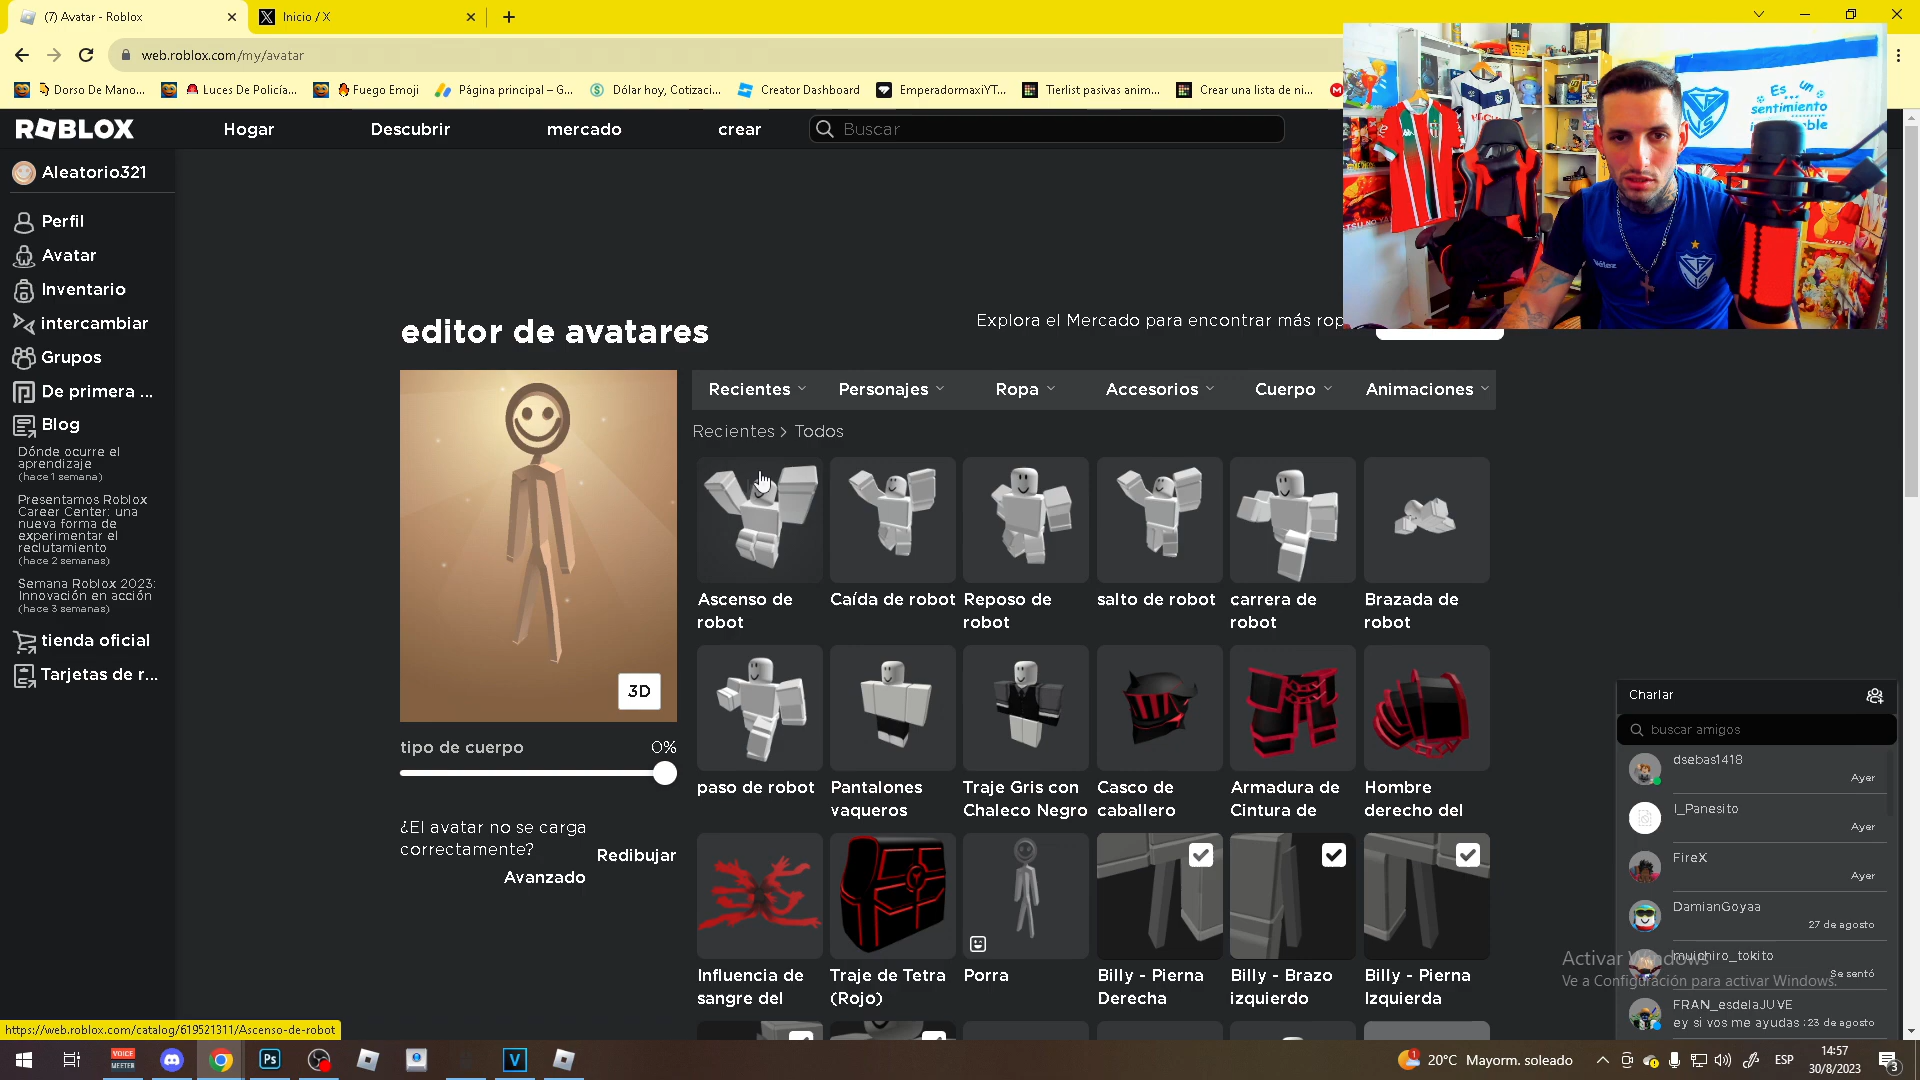 (7) Avatar - Roblox
Inicio / X
web.roblox.com/my/avatar
Dorso De Mano...
Luces De Policía...
Fuego Emoji
Página principal – G...
Dólar hoy, Cotizaci...
Creator Dashboard
EmperadormaxiYT...
Tierlist pasivas anim...
Crear una lista de ni...
ROBLOX
Hogar
Descubrir
mercado
crear
Buscar
Es un
sentimiento
Aleatorio321
Perfil
Avatar
Inventario
intercambiar
Grupos
De primera ...
Blog
Dónde ocurre el
aprendizaje
(hace 1 semana)
Presentamos Roblox
Career Center: una
nueva forma de
experimentar el
reclutamiento
(hace 2 semanas)
Semana Roblox 2023:
Innovación en acción
(hace 3 semanas)
tienda oficial
Tarjetas de r...
editor de avatares
Explora el Mercado para encontrar más rop
3D
tipo de cuerpo
0%
¿El avatar no se carga
correctamente?
Redibujar
Avanzado
Recientes
Personajes
Ropa
Accesorios
Cuerpo
Animaciones
Recientes > Todos
Ascenso de
robot
Caída de robot
Reposo de
robot
salto de robot
carrera de
robot
Brazada de
robot
paso de robot
Pantalones
vaqueros
Traje Gris con
Chaleco Negro
Casco de
caballero
Armadura de
Cintura de
Hombre
derecho del
Influencia de
sangre del
Traje de Tetra
(Rojo)
Porra
Billy - Pierna
Derecha
Billy - Brazo
izquierdo
Billy - Pierna
Izquierda
Charlar
buscar amigos
dsebas1418
Ayer
I_Panesito
Ayer
FireX
Ayer
DamianGoyaa
27 de agosto
muichiro_tokito
Se sentó
FRAN_esdelaJUVE
ey si vos me ayudas :
23 de agosto
Activar Windows
Ve a Configuración para activar Windows.
https://web.roblox.com/catalog/619521311/Ascenso-de-robot
VOICE
MEETER
Ps
V
20°C Mayorm. soleado
ESP
14:57
30/8/2023
3